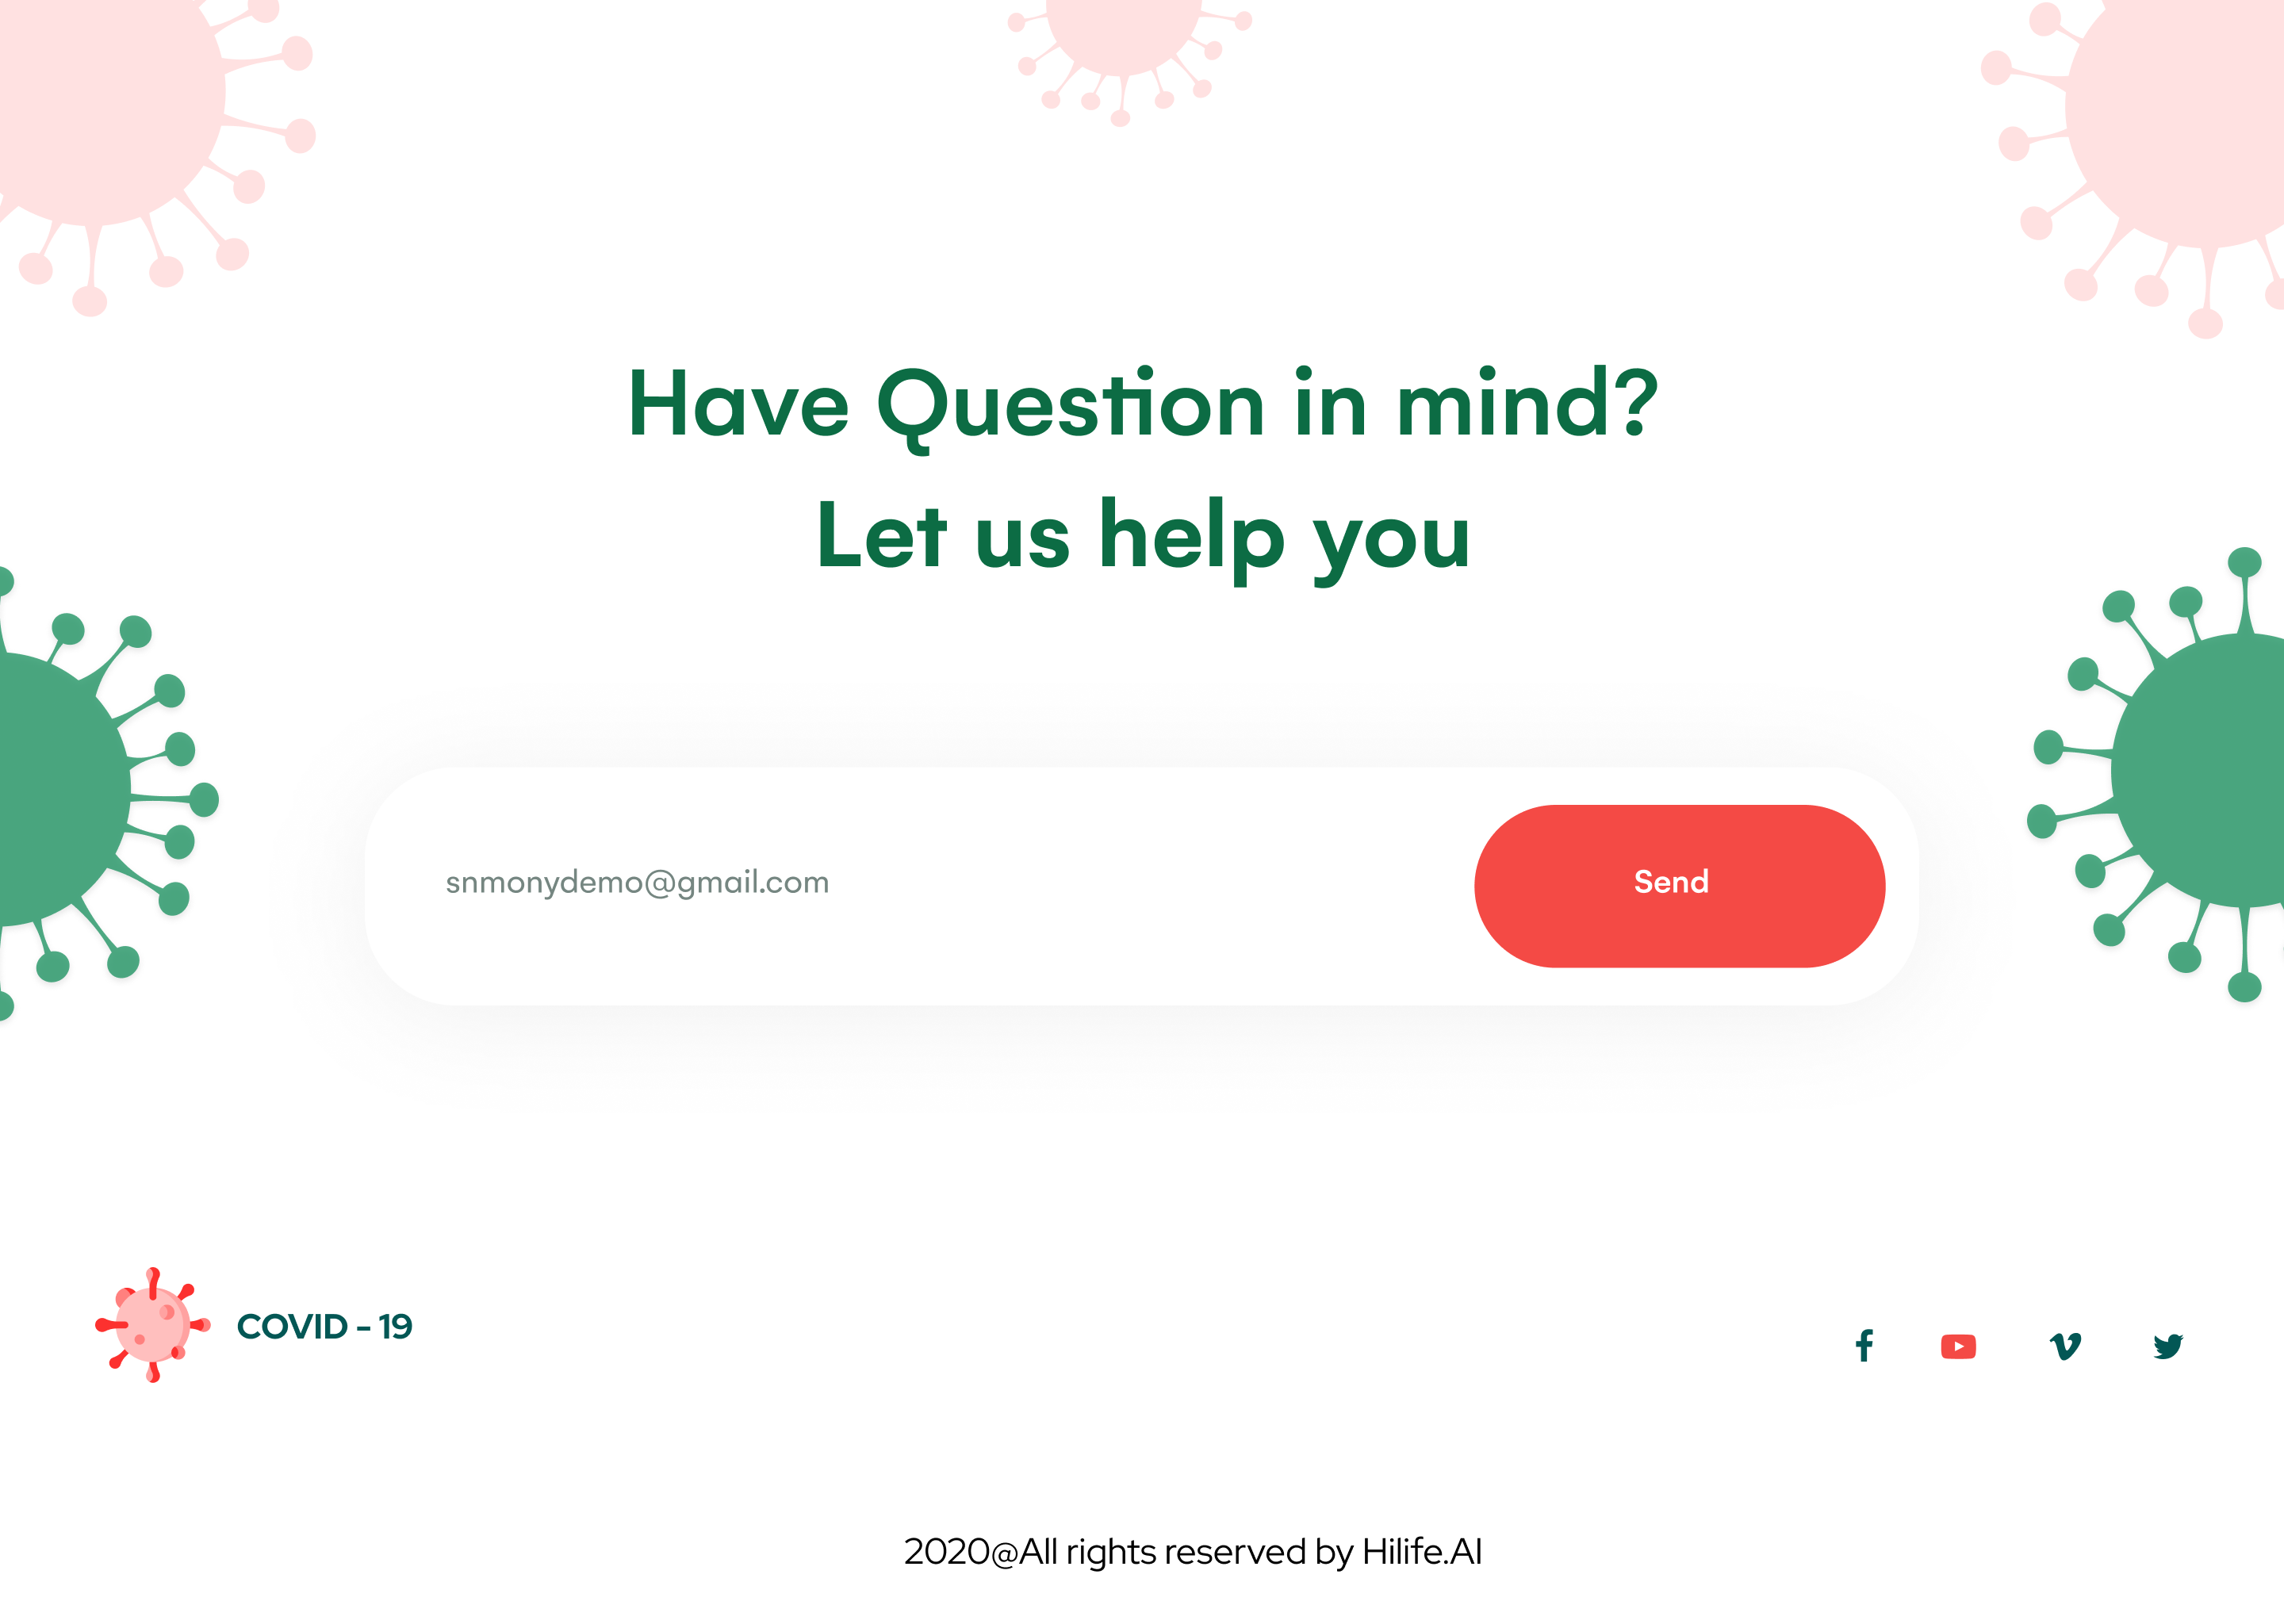 Have Question in mind?
Let us help you
snmonydemo@gmail.com
Send
COVID - 19
2020@All rights reserved by Hilife.AI